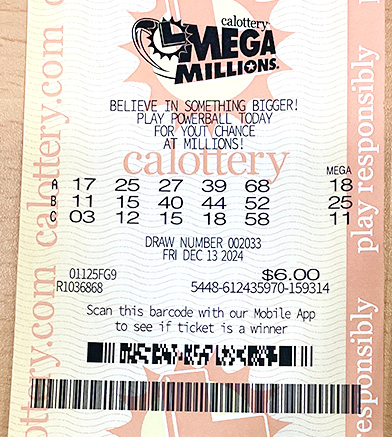 calottery
MEGA
MILLIONS.
BELIEVE IN SOMETHING BIGGER!
PLAY POWERBALL TODAY
FOR YOUT CHANCE
AT MILLIONS!
calottery
MEGA
A 17 25 27 39 68 18
B 11 15 40 44 52 25
C 03 12 15 18 58 11
DRAW NUMBER 002033
FRI DEC 13 2024
01125FG9 $6.00
R1036868 5448-612435970-159314
Scan this barcode with our Mobile App
to see if ticket is a winner
calottery.com calottery.com
play responsibly